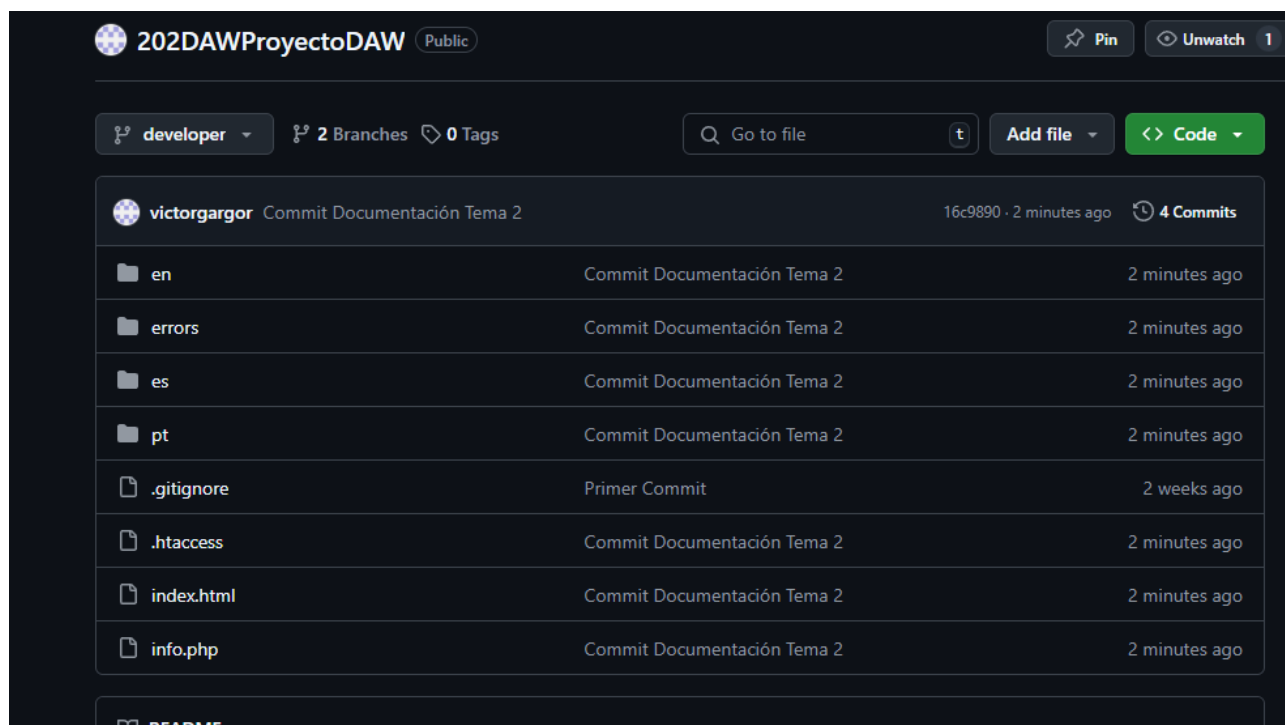 202DAWProyectoDAW Public Pin Unwatch 1
developer 2 Branches 0 Tags Go to file t Add file Code
victorgargor Commit Documentación Tema 2 16c9890 · 2 minutes ago 4 Commits
en Commit Documentación Tema 2 2 minutes ago
errors Commit Documentación Tema 2 2 minutes ago
es Commit Documentación Tema 2 2 minutes ago
pt Commit Documentación Tema 2 2 minutes ago
.gitignore Primer Commit 2 weeks ago
.htaccess Commit Documentación Tema 2 2 minutes ago
index.html Commit Documentación Tema 2 2 minutes ago
info.php Commit Documentación Tema 2 2 minutes ago
README